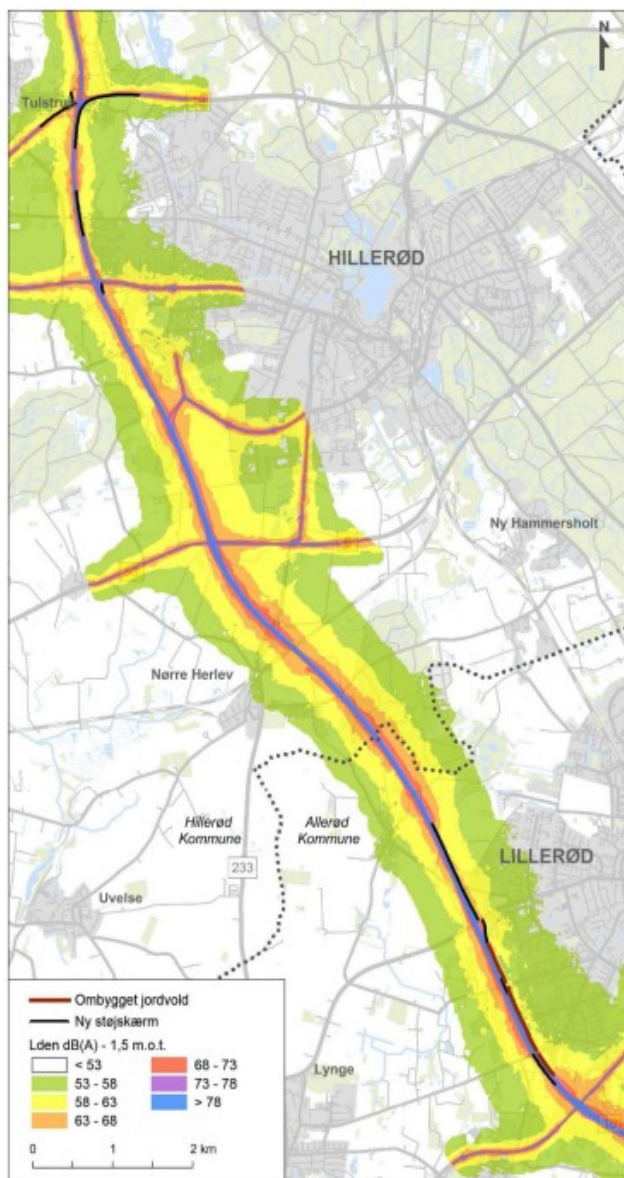 N
Tulstrup
HILLERØD
Ny Hammersholt
Nørre Herlev
Hillerød
Kommune
Allerød
Kommune
LILLERØD
233
Uvelse
Lynge
Ombygget jordvold
Ny støjskærm
Lden dB(A) - 1,5 m.o.t.
< 53
53 - 58
58 - 63
63 - 68
68 - 73
73 - 78
> 78
0 1 2 km